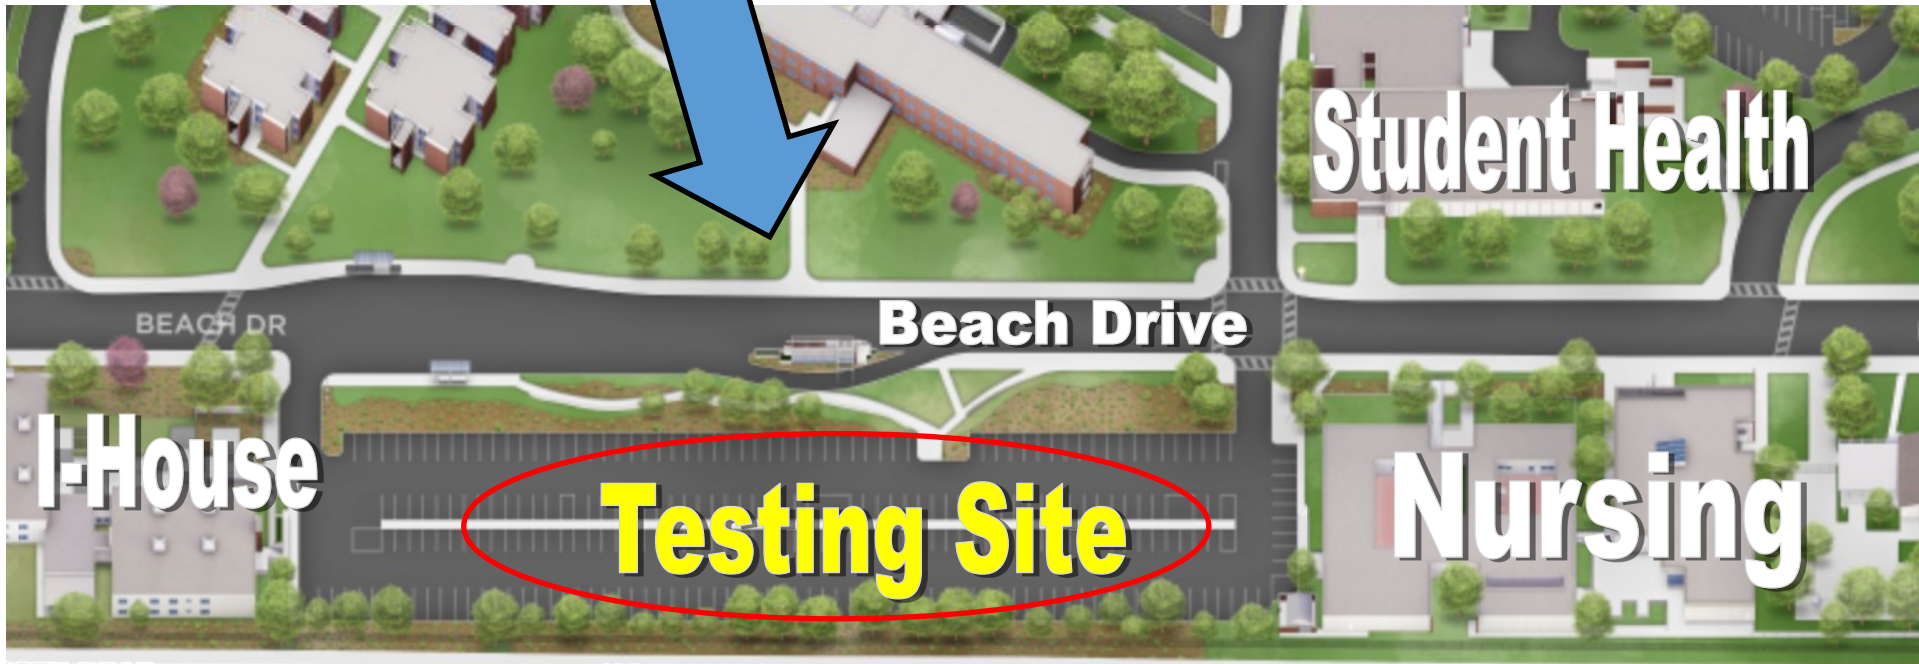 Student Health
Beach Drive
BEACH DR
I-House
Testing Site
Nursing